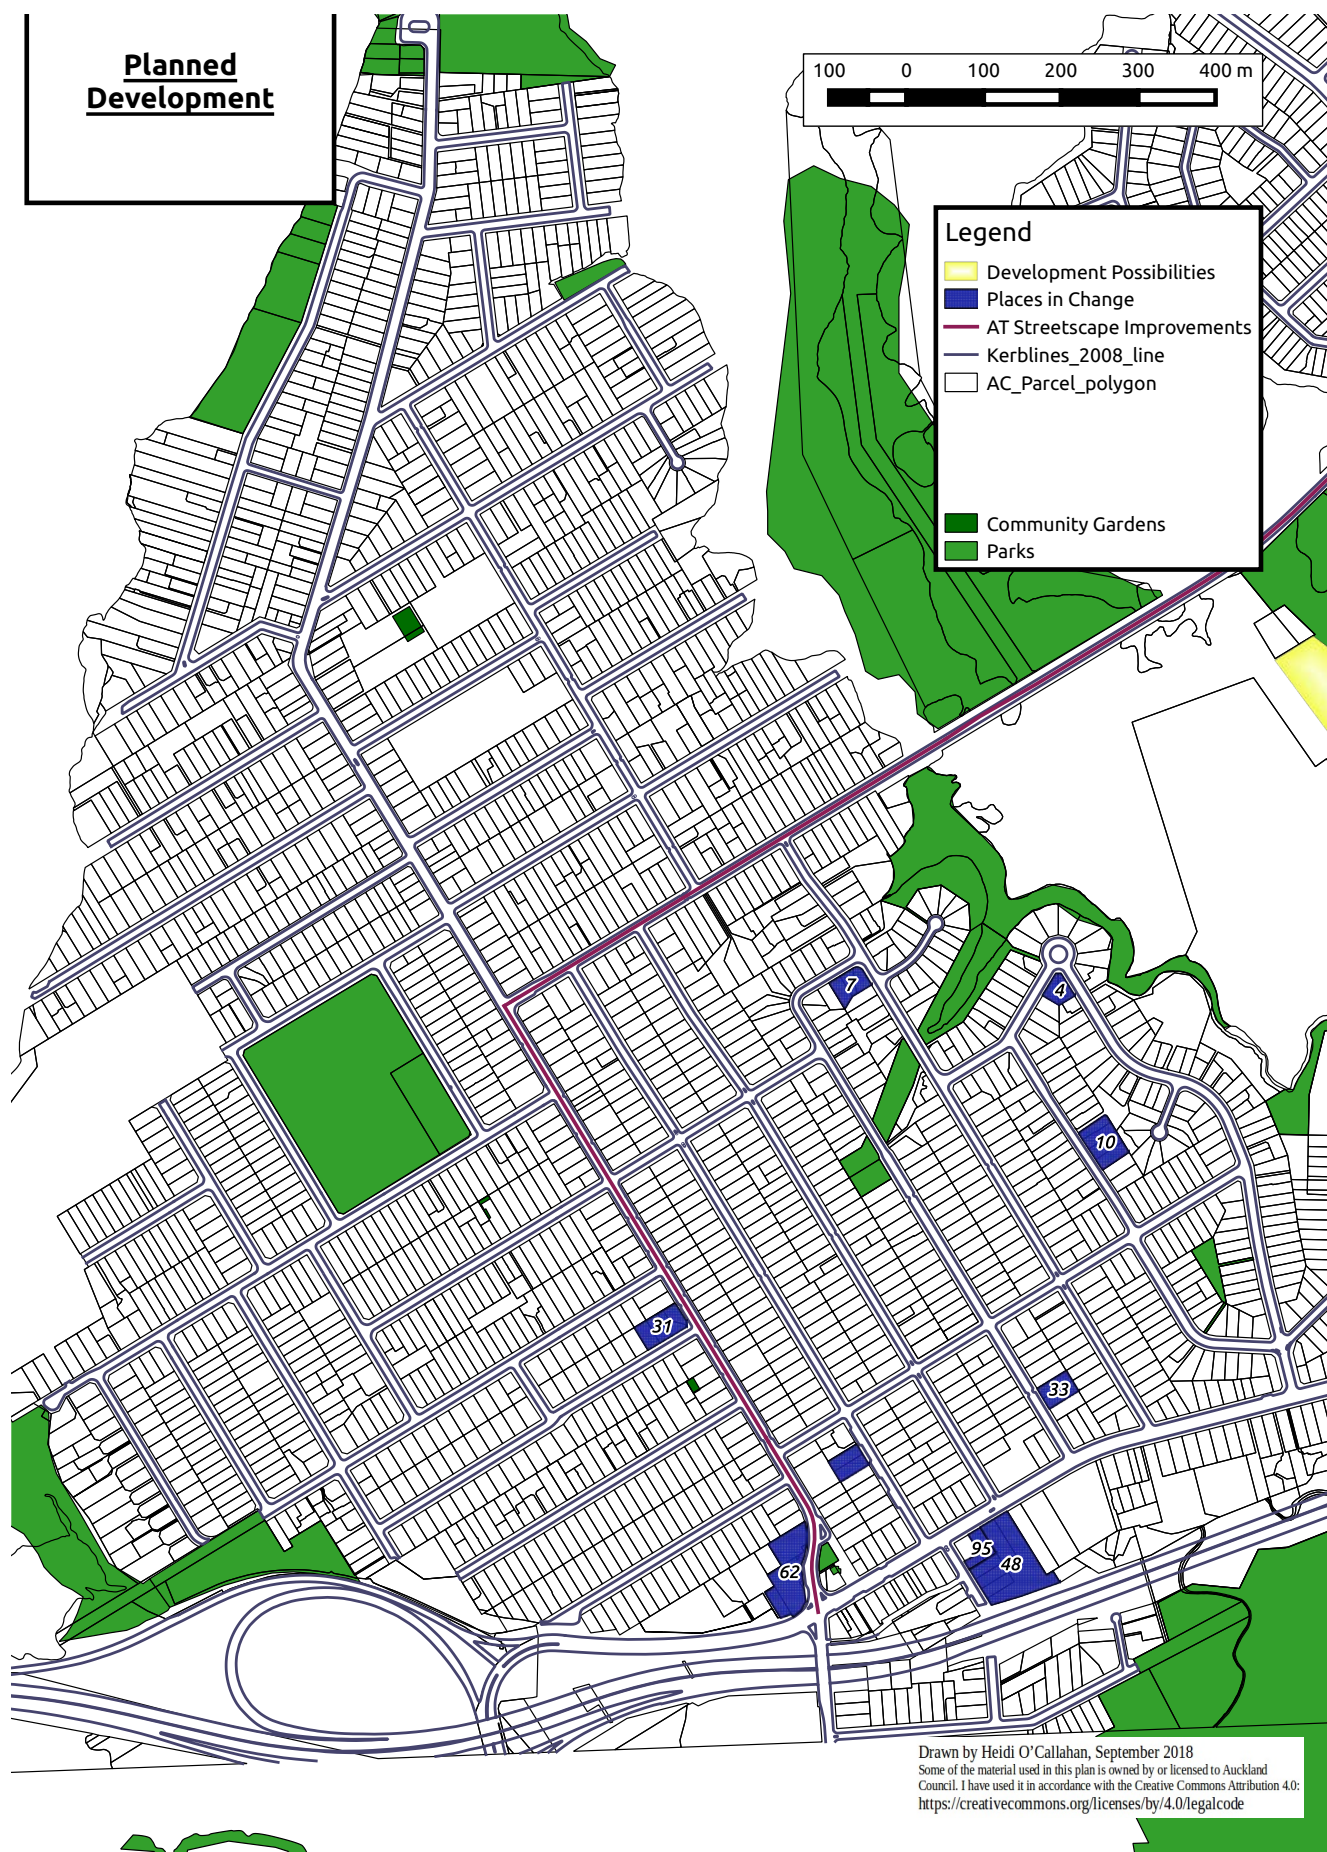 Planned
Development
100 0 100 200 300 400 m
Legend
Development Possibilities
Places in Change
AT Streetscape Improvements
Kerblines_2008_line
AC_Parcel_polygon
Community Gardens
Parks
7
4
10
31
33
95
48
62
Drawn by Heidi O'Callahan, September 2018
Some of the material used in this plan is owned by or licensed to Auckland
Council. I have used it in accordance with the Creative Commons Attribution 4.0:
https://creativecommons.org/licenses/by/4.0/legalcode